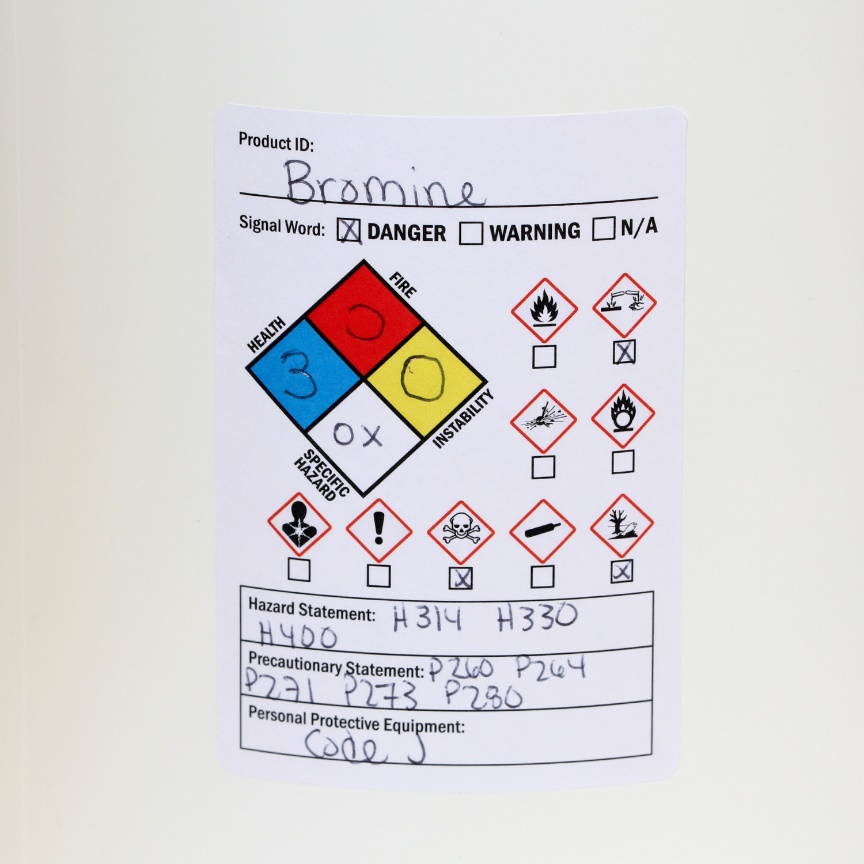 Product ID:
Bromine
Signal Word: ☒ DANGER ☐ WARNING ☐ N/A
FIRE
HEALTH
0
3
0
INSTABILITY
OX
SPECIFIC
HAZARD
Hazard Statement: H314 H330
H400
Precautionary Statement: P260 P264
P271 P273 P280
Personal Protective Equipment:
Code J